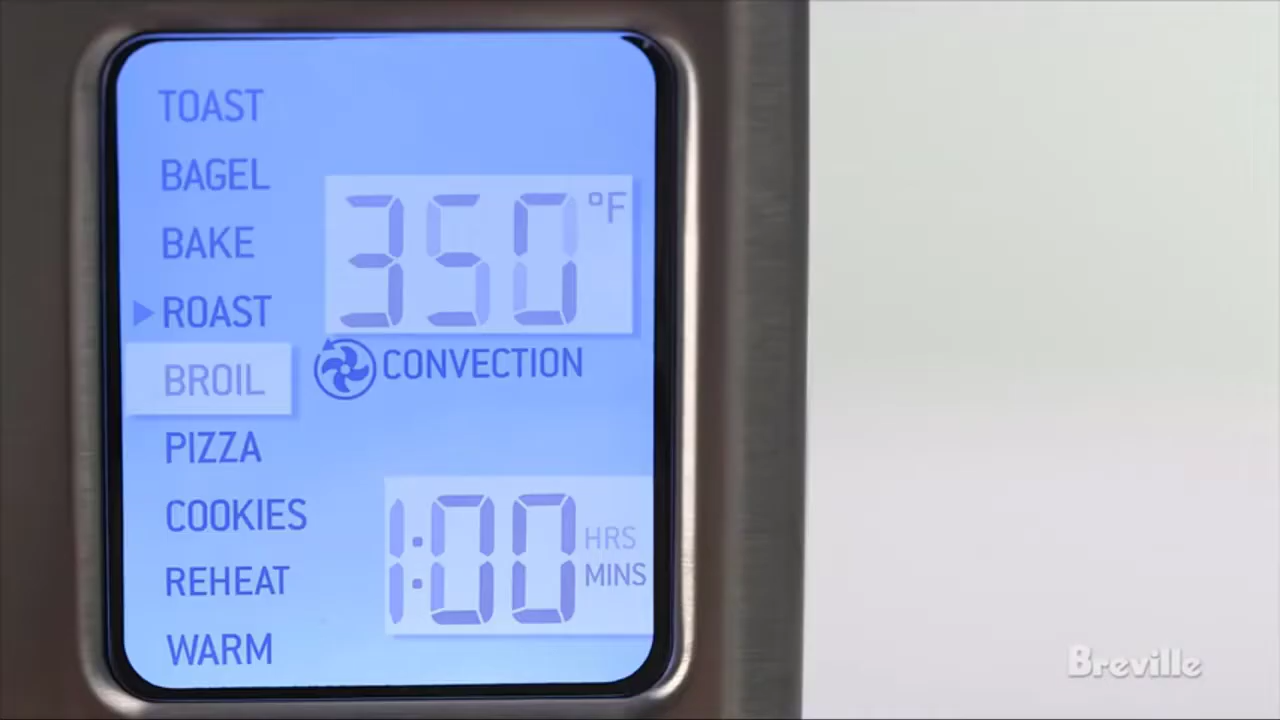 TOAST
BAGEL
BAKE
350 °F
ROAST
BROIL
CONVECTION
PIZZA
COOKIES
1:00 HRS MINS
REHEAT
WARM
Breville